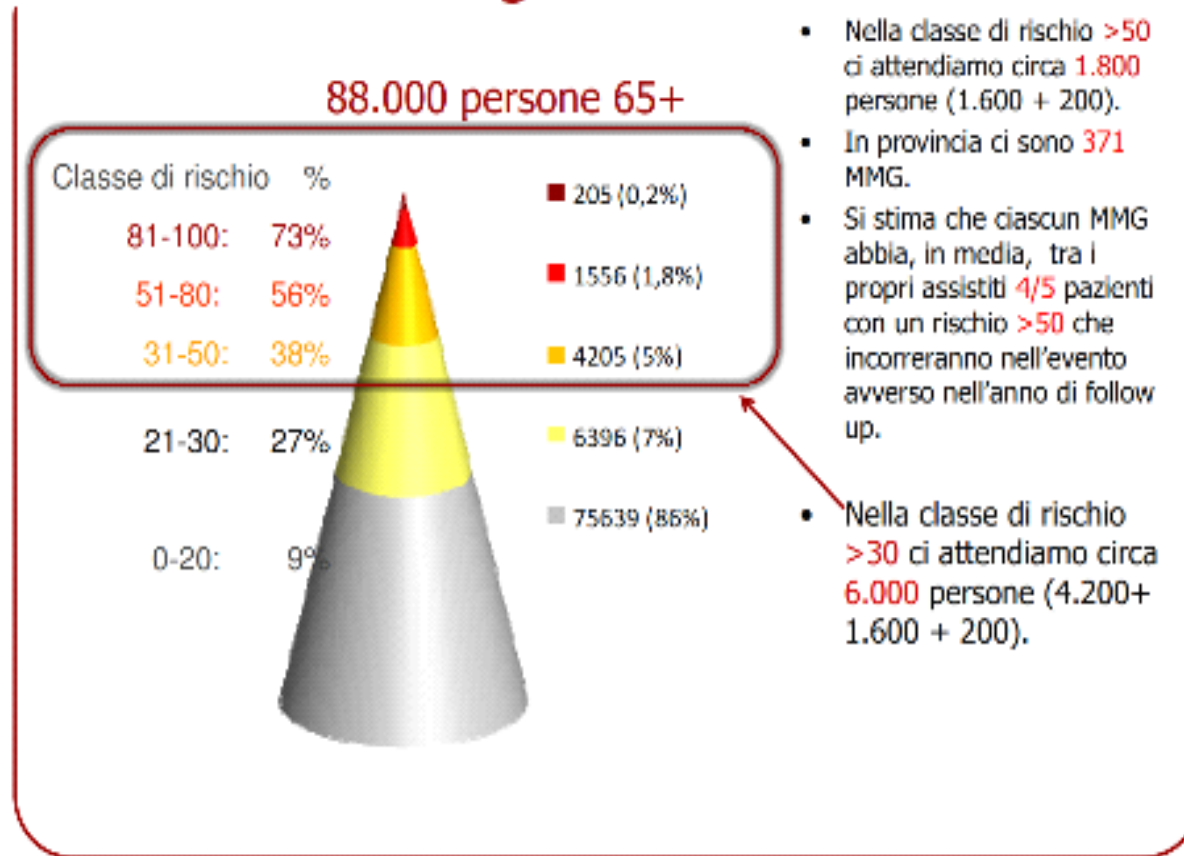 88.000 persone 65+
Classe di rischio %
81-100: 73%
51-80: 56%
31-50: 38%
21-30: 27%
0-20: 9%
205 (0,2%)
1556 (1,8%)
4205 (5%)
6396 (7%)
75639 (86%)
• Nella classe di rischio >50
ci attendiamo circa 1.800
persone (1.600 + 200).
• In provincia ci sono 371
MMG.
• Si stima che ciascun MMG
abbia, in media, tra i
propri assistiti 4/5 pazienti
con un rischio >50 che
incorreranno nell'evento
avverso nell'anno di follow
up.
• Nella classe di rischio
>30 ci attendiamo circa
6.000 persone (4.200+
1.600 + 200).